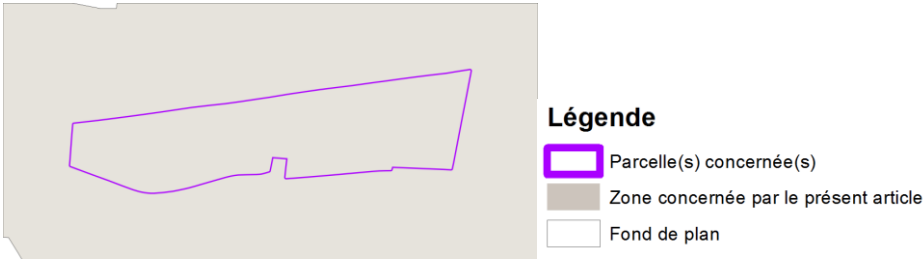 Légende
Parcelle(s) concernée(s)
Zone concernée par le présent article
Fond de plan